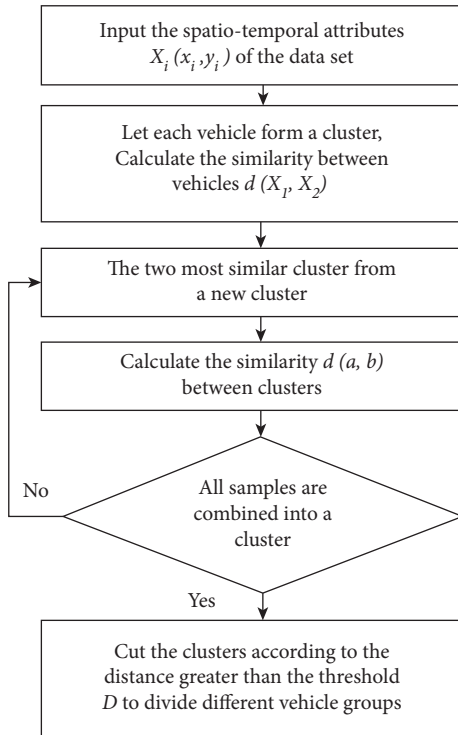 Input the spatio-temporal attributes
X_i (x_i, y_i) of the data set
Let each vehicle form a cluster,
Calculate the similarity between
vehicles d (X_1, X_2)
The two most similar cluster from
a new cluster
Calculate the similarity d (a, b)
between clusters
No
All samples are
combined into a
cluster
Yes
Cut the clusters according to the
distance greater than the threshold
D to divide different vehicle groups